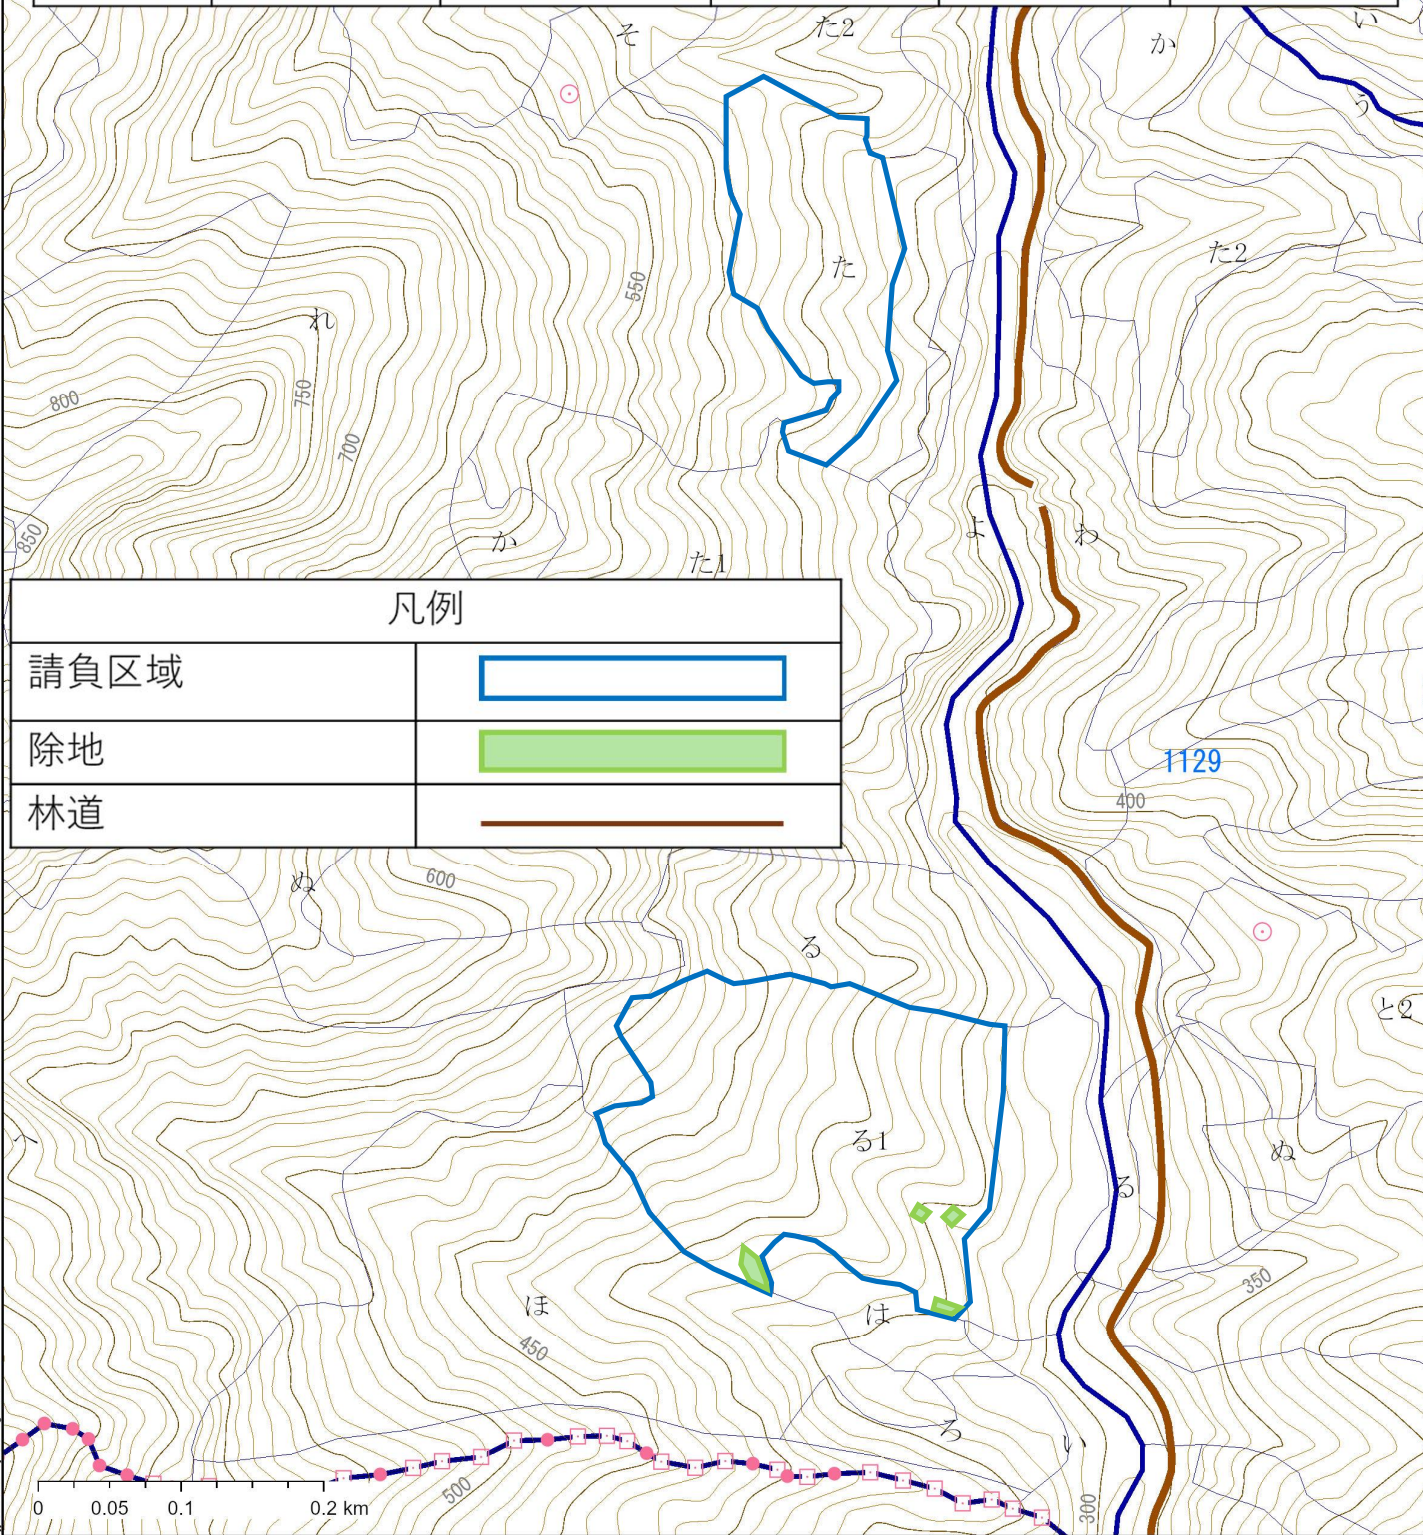 そ
た2
か
い
う
た
た2
550
れ
800
750
700
850
か
た1
よ
わ
凡例
請負区域
除地
林道
1129
400
ぬ
600
る
と2
る1
へ
ぬ
る
350
ほ
は
450
ろ
い
500
300
0 0.05 0.1 0.2 km